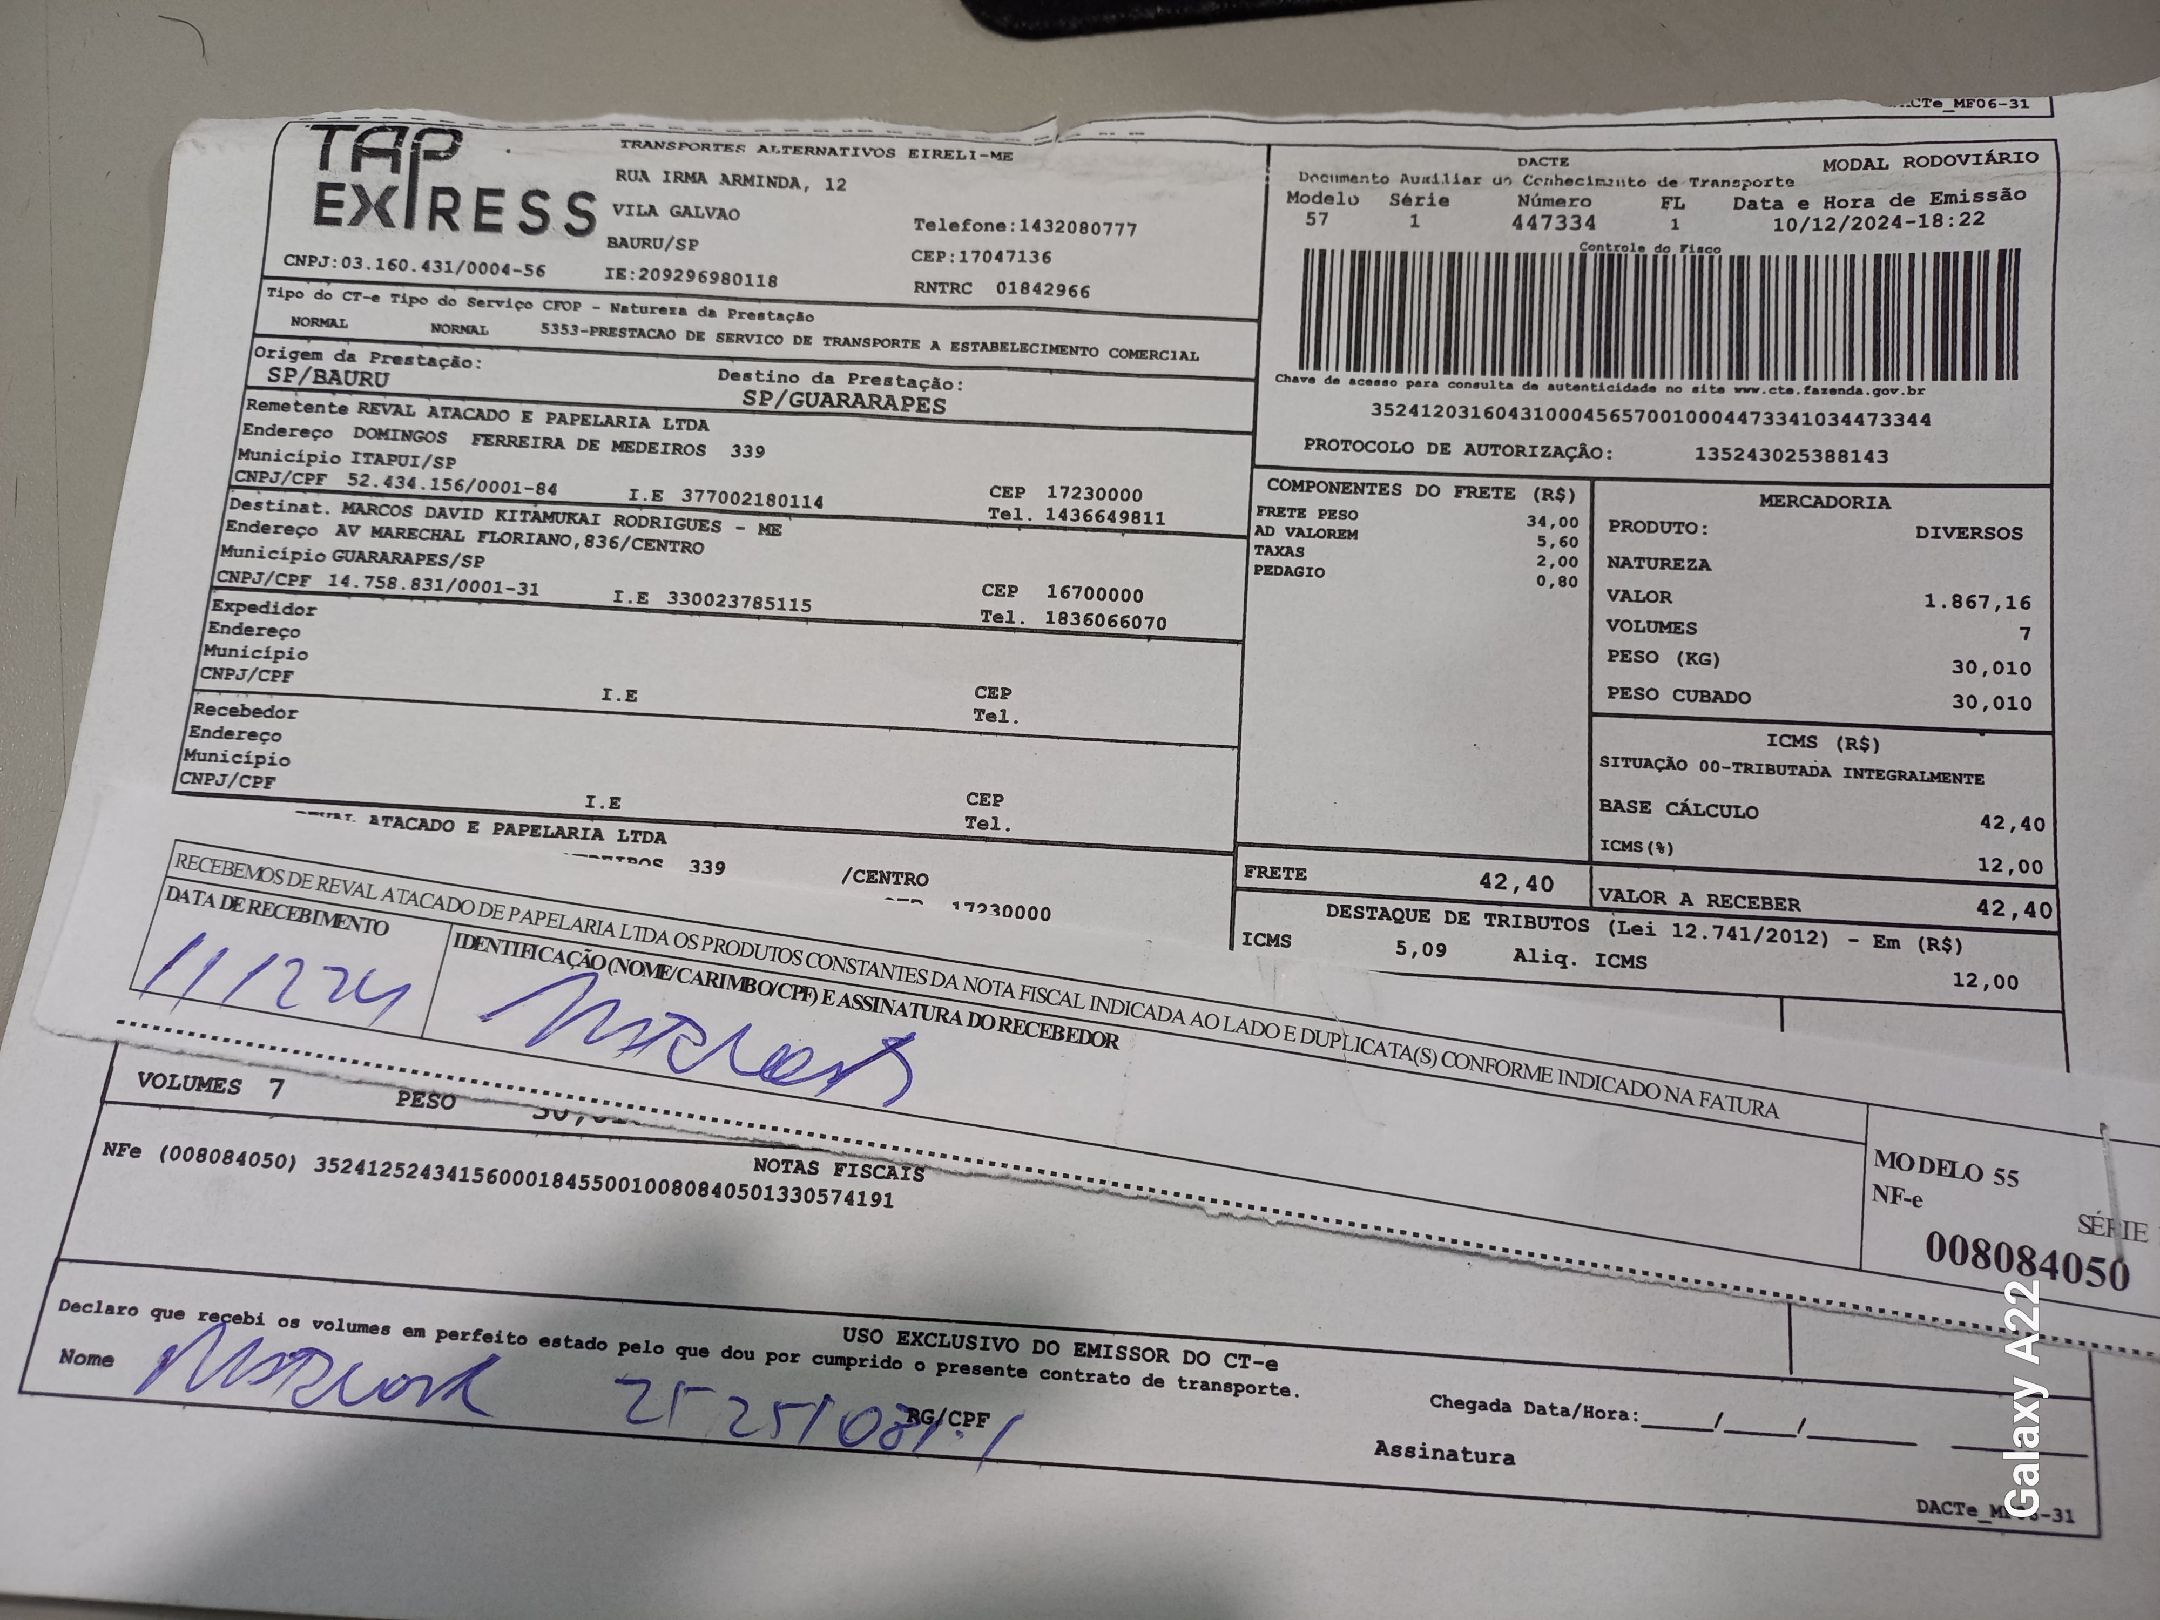 DACTe_MF06-31
TAP EXPRESS
TRANSPORTES ALTERNATIVOS EIRELI-ME
RUA IRMA ARMINDA, 12
VILA GALVAO
BAURU/SP
Telefone:1432080777
CEP:17047136
CNPJ:03.160.431/0004-56 IE:209296980118 RNTRC 01842966
DACTE MODAL RODOVIÁRIO
Documento Auxiliar do Conhecimento de Transporte
Modelo Série Número FL Data e Hora de Emissão
57 1 447334 1 10/12/2024-18:22
Controle do Fisco
Chave de acesso para consulta de autenticidade no site www.cte.fazenda.gov.br
35241203160431000456570010004473341034473344
PROTOCOLO DE AUTORIZAÇÃO: 135243025388143
Tipo do CT-e Tipo do Serviço CFOP - Natureza da Prestação
NORMAL NORMAL 5353-PRESTACAO DE SERVICO DE TRANSPORTE A ESTABELECIMENTO COMERCIAL
Origem da Prestação: Destino da Prestação:
SP/BAURU SP/GUARARAPES
Remetente REVAL ATACADO E PAPELARIA LTDA
Endereço DOMINGOS FERREIRA DE MEDEIROS 339
Município ITAPUI/SP CEP 17230000
CNPJ/CPF 52.434.156/0001-84 I.E 377002180114 Tel. 1436649811
Destinat. MARCOS DAVID KITAMUKAI RODRIGUES - ME
Endereço AV MARECHAL FLORIANO,836/CENTRO
Município GUARARAPES/SP CEP 16700000
CNPJ/CPF 14.758.831/0001-31 I.E 330023785115 Tel. 1836066070
Expedidor
Endereço
Município CEP
CNPJ/CPF I.E Tel.
Recebedor
Endereço
Município CEP
CNPJ/CPF I.E Tel.
REVAL ATACADO E PAPELARIA LTDA
339 /CENTRO
17230000
COMPONENTES DO FRETE (R$)
FRETE PESO 34,00
AD VALOREM 5,60
TAXAS 2,00
PEDAGIO 0,80
MERCADORIA
PRODUTO: DIVERSOS
NATUREZA
VALOR 1.867,16
VOLUMES 7
PESO (KG) 30,010
PESO CUBADO 30,010
ICMS (R$)
SITUAÇÃO 00-TRIBUTADA INTEGRALMENTE
BASE CÁLCULO 42,40
ICMS(%) 12,00
FRETE 42,40 VALOR A RECEBER 42,40
DESTAQUE DE TRIBUTOS (Lei 12.741/2012) - Em (R$)
ICMS 5,09 Aliq. ICMS 12,00
RECEBEMOS DE REVAL ATACADO DE PAPELARIA LTDA OS PRODUTOS CONSTANTES DA NOTA FISCAL INDICADA AO LADO E DUPLICATA(S) CONFORME INDICADO NA FATURA
DATA DE RECEBIMENTO IDENTIFICAÇÃO (NOME/CARIMBO/CPF) E ASSINATURA DO RECEBEDOR
MODELO 55
NF-e
SÉRIE
008084050
VOLUMES 7 PESO
NOTAS FISCAIS
NFe (008084050) 35241252434156000184550010080840501330574191
USO EXCLUSIVO DO EMISSOR DO CT-e
Declaro que recebi os volumes em perfeito estado pelo que dou por cumprido o presente contrato de transporte.
Nome RG/CPF Chegada Data/Hora:____/____/____
Assinatura
DACTe_MF06-31
Galaxy A22